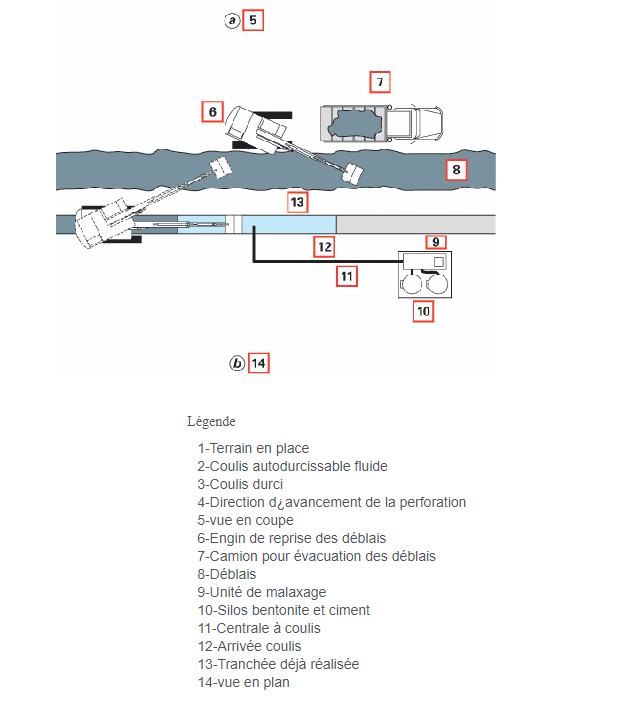 a 5
7
6
8
13
9
12
11
10
b 14
Légende
1-Terrain en place
2-Coulis autodurcissable fluide
3-Coulis durci
4-Direction d¿avancement de la perforation
5-vue en coupe
6-Engin de reprise des déblais
7-Camion pour évacuation des déblais
8-Déblais
9-Unité de malaxage
10-Silos bentonite et ciment
11-Centrale à coulis
12-Arrivée coulis
13-Tranchée déjà réalisée
14-vue en plan